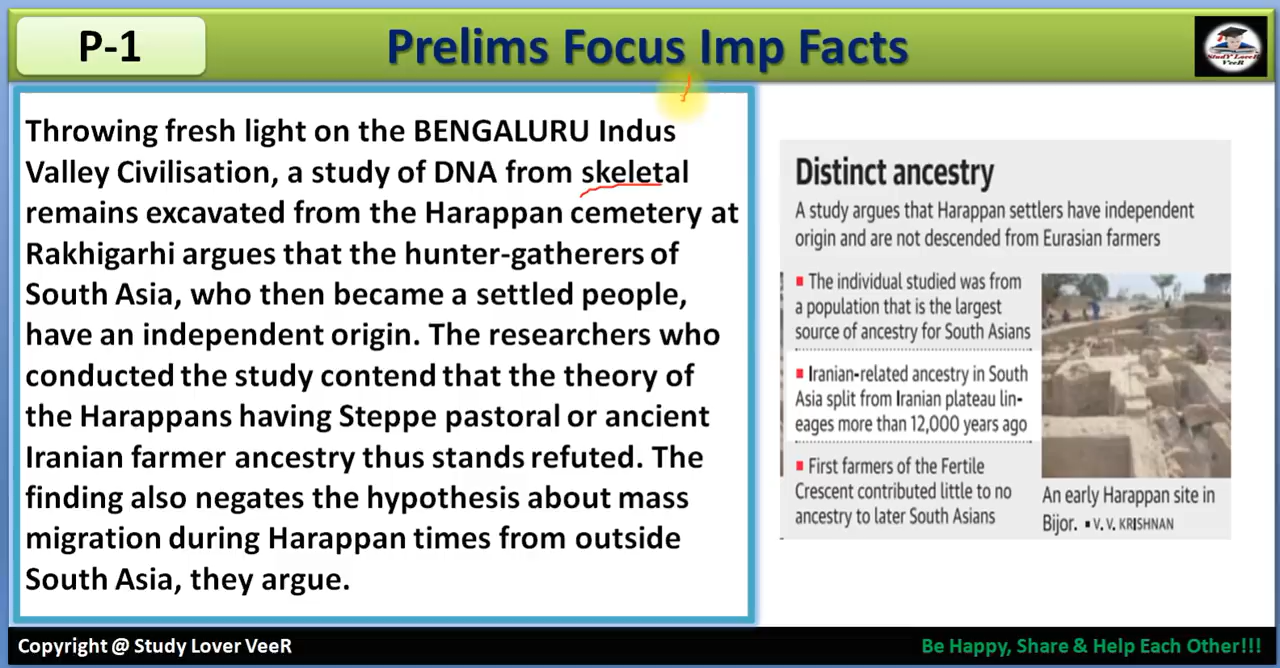 P-1
Prelims Focus Imp Facts
StudY LoveR
VeeR
Throwing fresh light on the BENGALURU Indus
Valley Civilisation, a study of DNA from skeletal
remains excavated from the Harappan cemetery at
Rakhigarhi argues that the hunter-gatherers of
South Asia, who then became a settled people,
have an independent origin. The researchers who
conducted the study contend that the theory of
the Harappans having Steppe pastoral or ancient
Iranian farmer ancestry thus stands refuted. The
finding also negates the hypothesis about mass
migration during Harappan times from outside
South Asia, they argue.
Distinct ancestry
A study argues that Harappan settlers have independent
origin and are not descended from Eurasian farmers
The individual studied was from
a population that is the largest
source of ancestry for South Asians
Iranian-related ancestry in South
Asia split from Iranian plateau lin-
eages more than 12,000 years ago
First farmers of the Fertile
Crescent contributed little to no
ancestry to later South Asians
An early Harappan site in
Bijor. ▪ V. V. KRISHNAN
Copyright @ Study Lover VeeR
Be Happy, Share & Help Each Other!!!